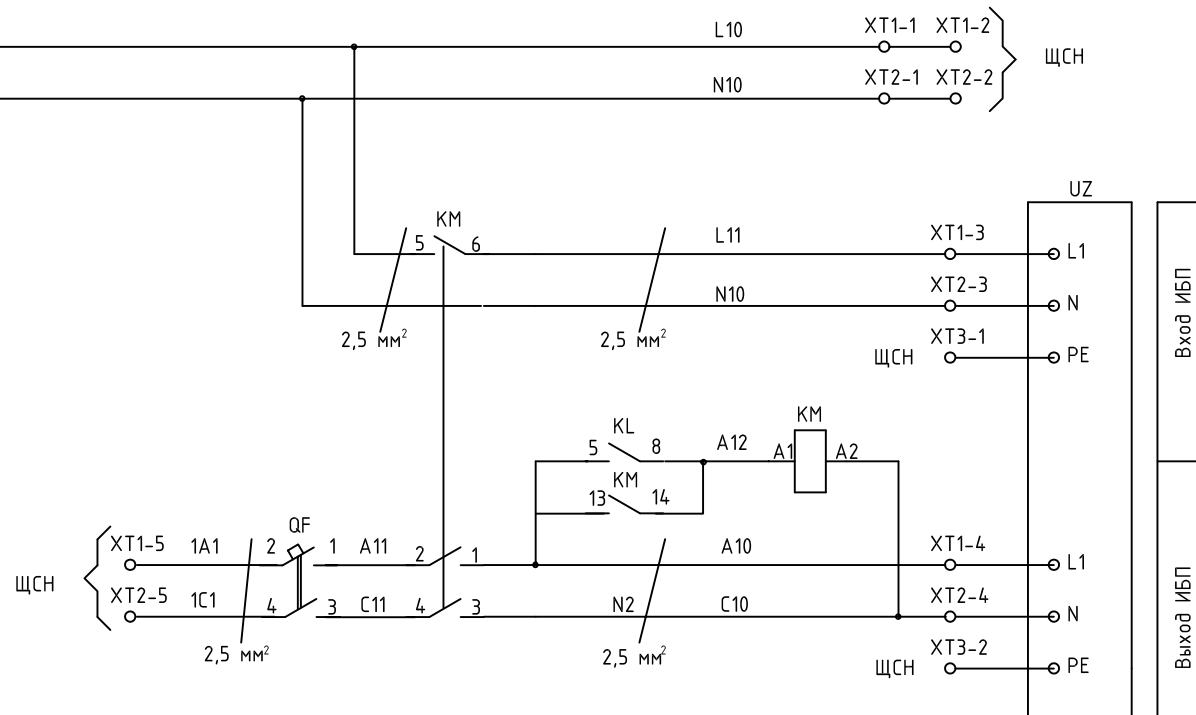 L10 XT1-1 XT1-2
ЩСН
N10 XT2-1 XT2-2
UZ
KM
5 6 L11 XT1-3 L1
N10 XT2-3 N
2,5 мм² 2,5 мм²
ЩСН XT3-1 PE
Вход ИБП
KL KM
5 8 A12 A1 A2
KM
13 14
QF
XT1-5 1A1 2 1 A11 2 1 A10 XT1-4 L1
ЩСН
XT2-5 1C1 4 3 C11 4 3 N2 C10 XT2-4 N
2,5 мм² 2,5 мм²
ЩСН XT3-2 PE
Выход ИБП